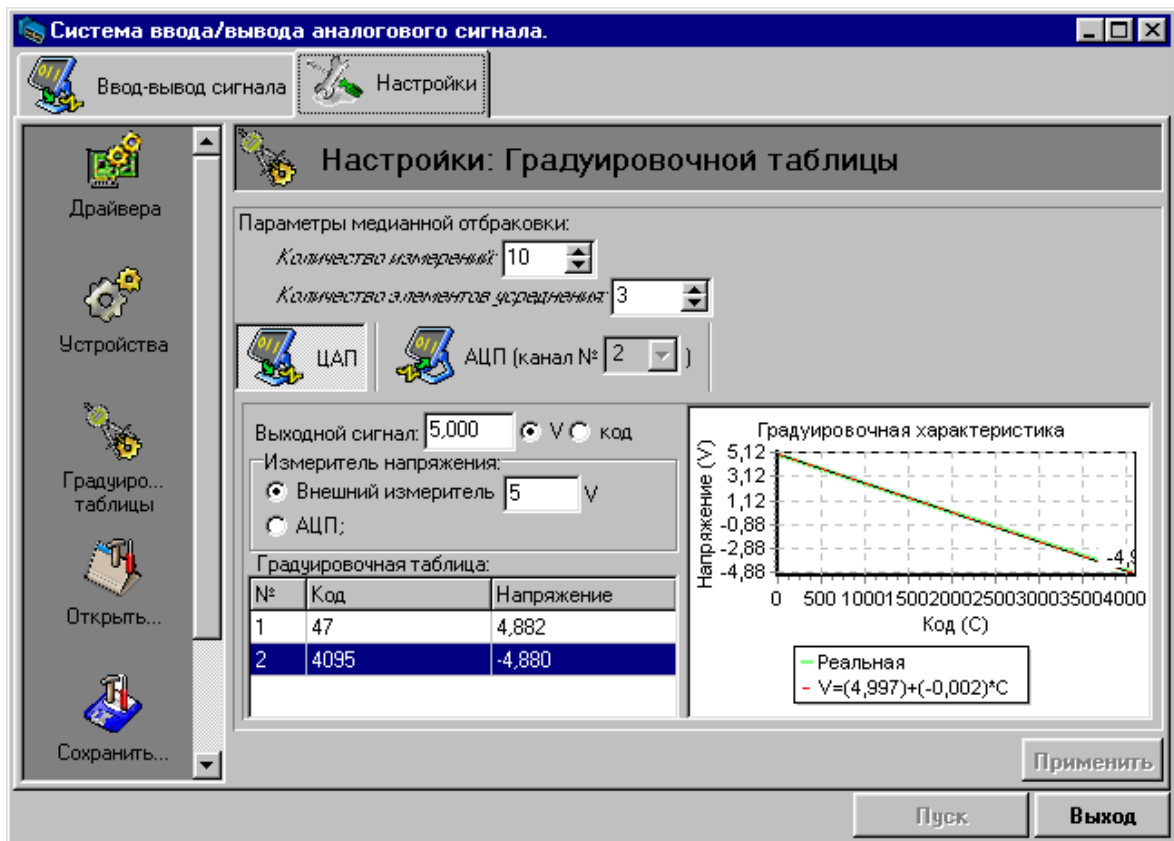 Система ввода/вывода аналогового сигнала.
Ввод-вывод сигнала
Настройки
Драйвера
Устройства
Градуиро...
таблицы
Открыть...
Сохранить...
Настройки: Градуировочной таблицы
Параметры медианной отбраковки:
Количество измерений: 10
Количество элементов усреднения: 3
ЦАП
АЦП (канал № 2 )
Выходной сигнал: 5,000 V код
Измеритель напряжения:
Внешний измеритель 5 V
АЦП;
Градуировочная таблица:
№ Код Напряжение
1 47 4,882
2 4095 -4,880
Градуировочная характеристика
Напряжение (V)
5,12
3,12
1,12
-0,88
-2,88
-4,88
0 500 1000 1500 2000 2500 3000 3500 4000
Код (C)
Реальная
V=(4,997)+(-0,002)*C
Применить
Пуск
Выход